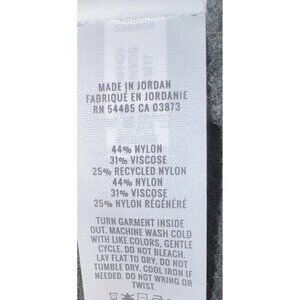 MADE IN JORDAN
FABRIQUÉ EN JORDANIE
RN 54485 CA 03873
44% NYLON
31% VISCOSE
25% RECYCLED NYLON
44% NYLON
31% VISCOSE
25% NYLON RÉGÉNÉRÉ
TURN GARMENT INSIDE
OUT. MACHINE WASH COLD
WITH LIKE COLORS, GENTLE
CYCLE. DO NOT BLEACH.
LAY FLAT TO DRY. DO NOT
TUMBLE DRY. COOL IRON IF
NEEDED. DO NOT WRING OR
TWIST.